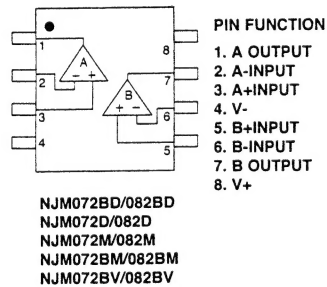 PIN FUNCTION
1 A 8
1. A OUTPUT
2. A-INPUT
2 - + 7
3. A+INPUT
B
4. V-
3 + - 6
5. B+INPUT
6. B-INPUT
4 5
7. B OUTPUT
8. V+
NJM072BD/082BD
NJM072D/082D
NJM072M/082M
NJM072BM/082BM
NJM072BV/082BV